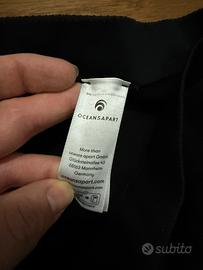 OCEANSAPART
More than
oceans apart GmbH
68163 Mannheim
Germany
oceansapart.com
subito